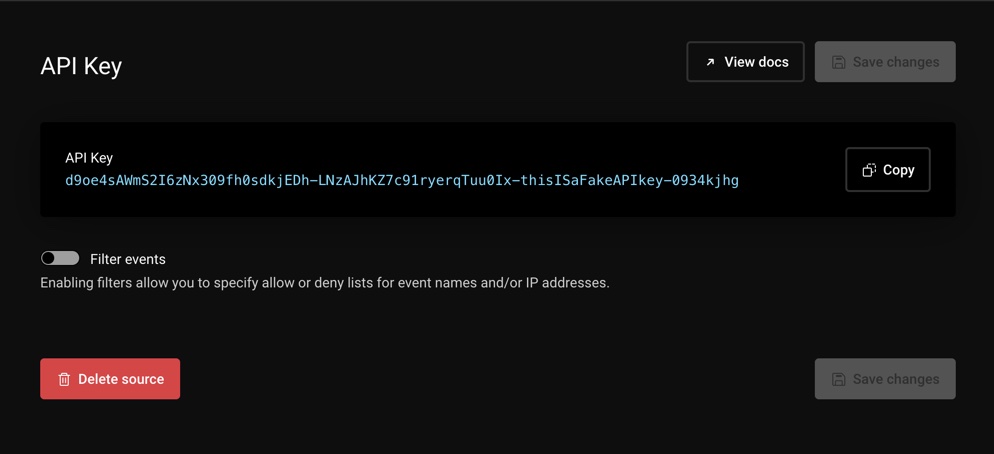 API Key
View docs
Save changes
API Key
d9oe4sAWmS2I6zNx309fh0sdkjEDh-LNzAJhKZ7c91ryerqTuu0Ix-thisISaFakeAPIkey-0934kjhg
Copy
Filter events
Enabling filters allow you to specify allow or deny lists for event names and/or IP addresses.
Delete source
Save changes